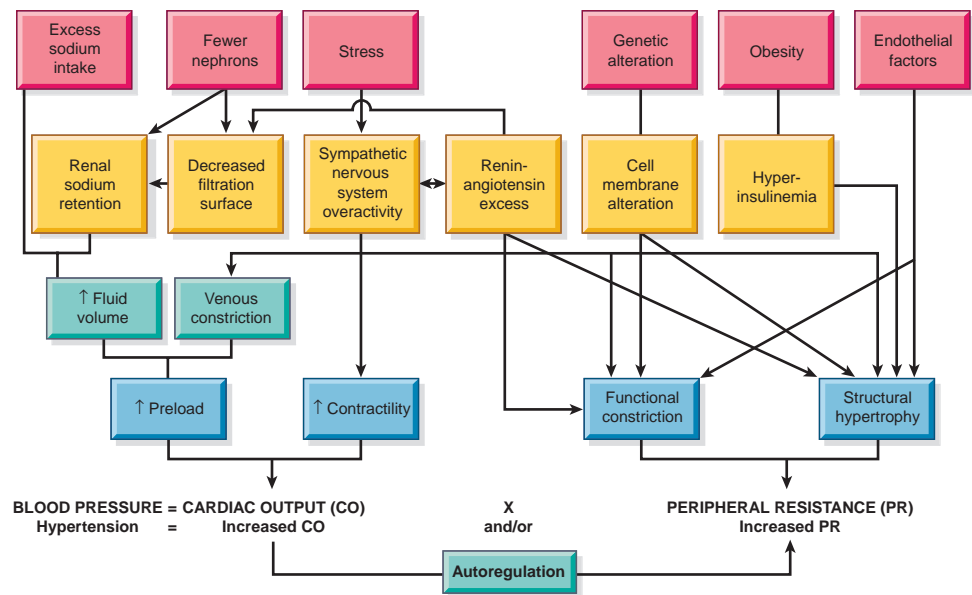 Excess
sodium
intake
Fewer
nephrons
Stress
Genetic
alteration
Obesity
Endothelial
factors
Renal
sodium
retention
Decreased
filtration
surface
Sympathetic
nervous
system
overactivity
Renin-
angiotensin
excess
Cell
membrane
alteration
Hyper-
insulinemia
↑ Fluid
volume
Venous
constriction
↑ Preload
↑ Contractility
Functional
constriction
Structural
hypertrophy
BLOOD PRESSURE = CARDIAC OUTPUT (CO) X PERIPHERAL RESISTANCE (PR)
Hypertension = Increased CO and/or Increased PR
Autoregulation